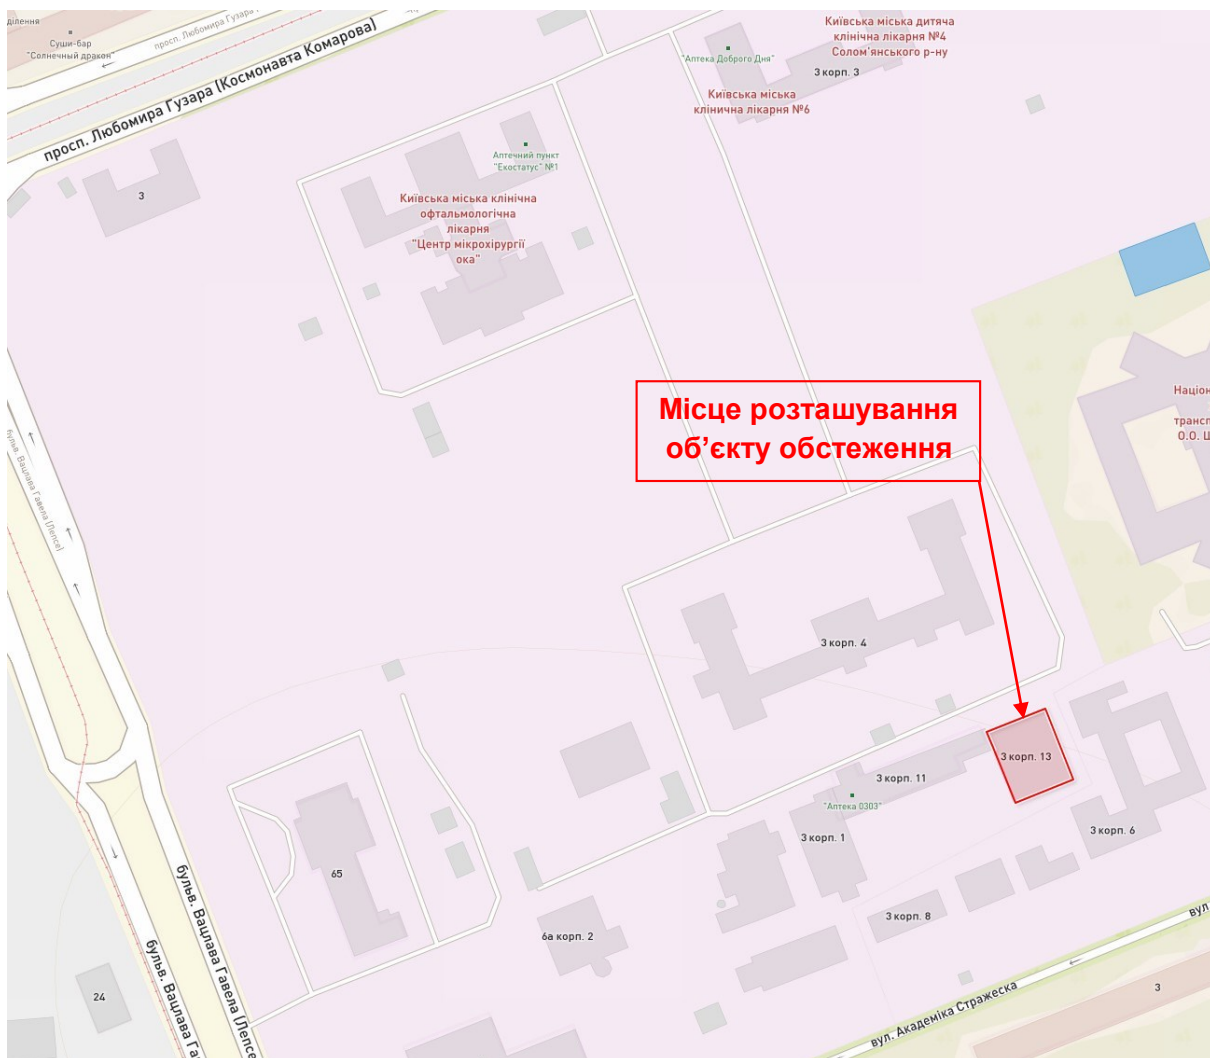 ділення
Суши-бар
"Солнечный дракон"
просп. Любомира Гузара
просп. Любомира Гузара (Космонавта Комарова)
3
Київська міська дитяча
клінічна лікарня №4
Солом'янського р-ну
"Аптека Доброго Дня"
3 корп. 3
Київська міська
клінична лікарня №6
Аптечний пункт
"Екостатус" №1
Київська міська клінічна
офтальмологічна
лікарня
"Центр мікрохірургії
ока"
Націон
трансп
О.О. Ш
Місце розташування
об’єкту обстеження
бульв. Вацлава Гавела (Лепсе)
3 корп. 4
3 корп. 13
3 корп. 11
"Аптека 0303"
3 корп. 1
3 корп. 6
65
3 корп. 8
6а корп. 2
24
бульв. Вацлава Гавела (Лепсе)
бульв. Вацлава Га
вул. Академіка Стражеска
вул.
3